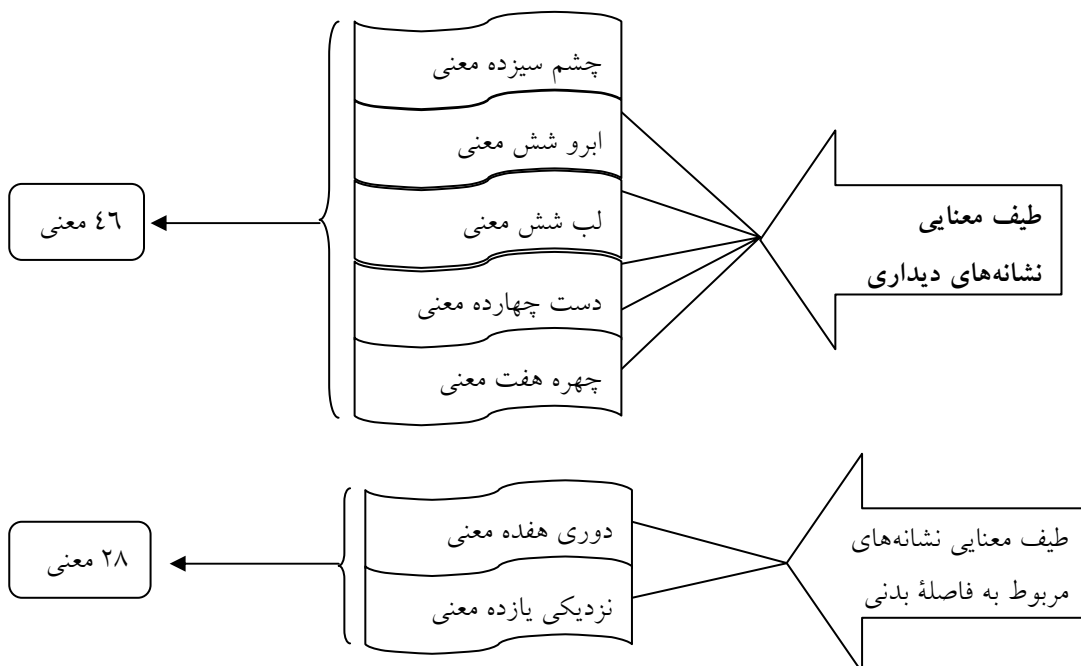 طیف معنایی
نشانه‌های دیداری
چشم سیزده معنی
ابرو شش معنی
لب شش معنی
دست چهارده معنی
چهره هفت معنی
٤٦ معنی
طیف معنایی نشانه‌های
مربوط به فاصلهٔ بدنی
دوری هفده معنی
نزدیکی یازده معنی
٢٨ معنی